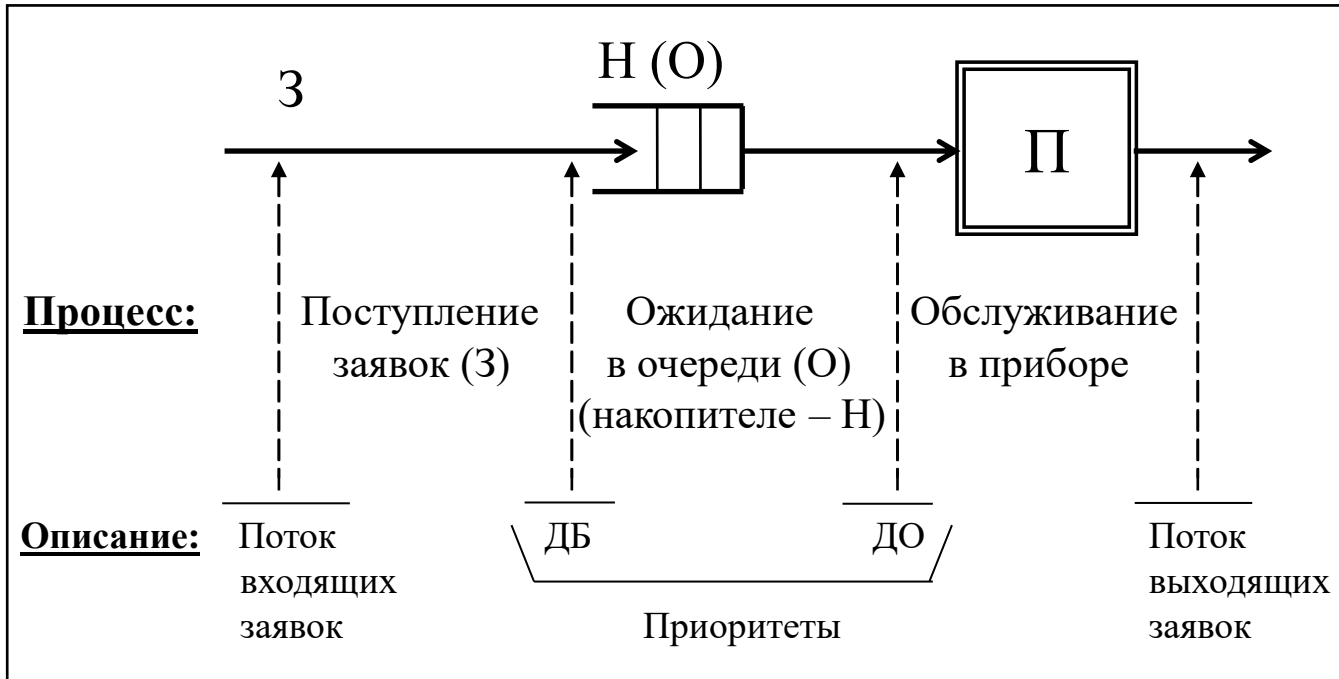 З
Н (О)
П
Процесс:
Поступление
заявок (З)
Ожидание
в очереди (О)
(накопителе – Н)
Обслуживание
в приборе
Описание:
Поток
входящих
заявок
ДБ
ДО
Приоритеты
Поток
выходящих
заявок